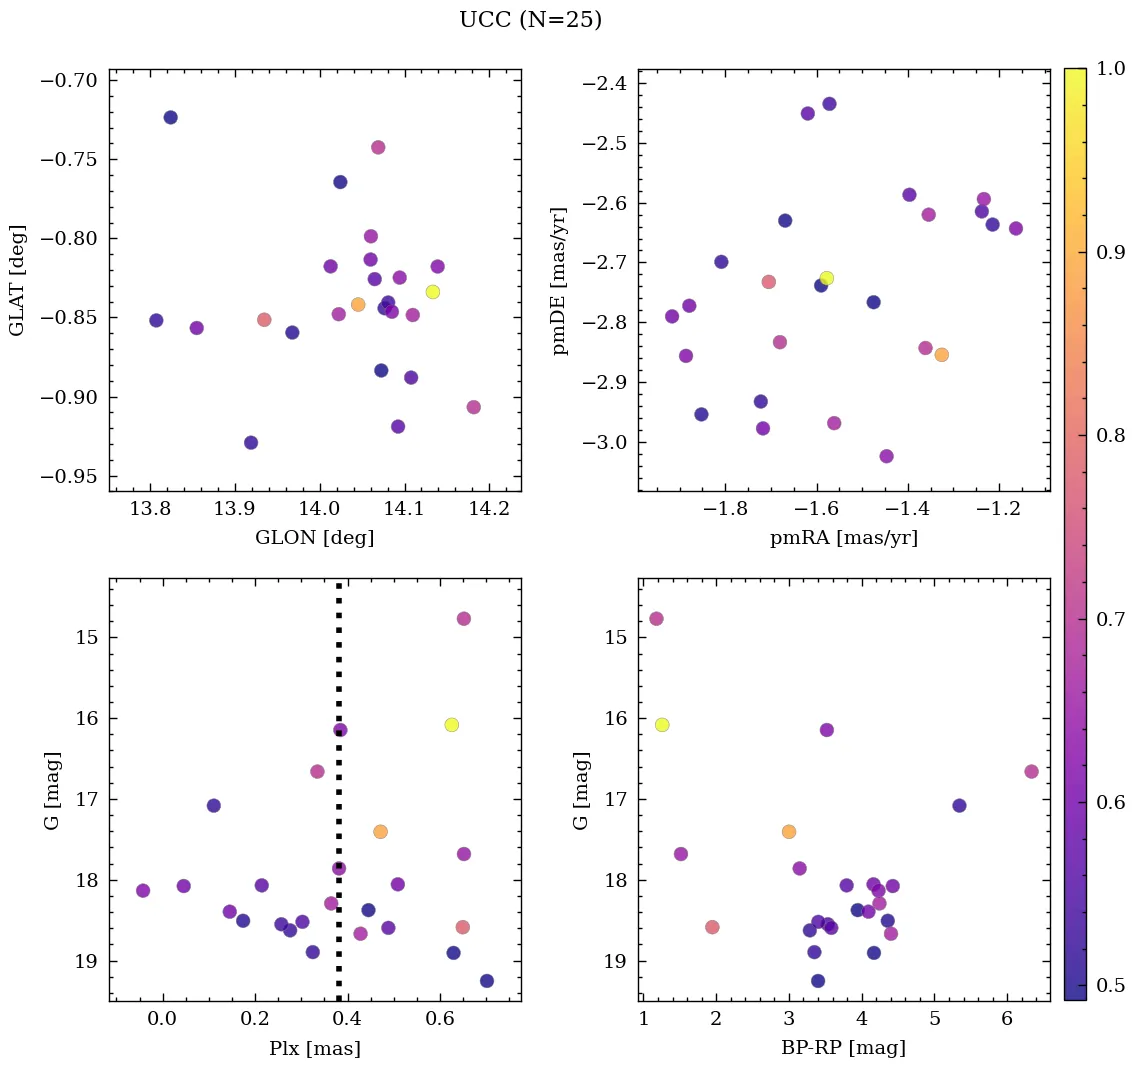 UCC (N=25)
−0.70
−0.75
−0.80
−0.85
−0.90
−0.95
GLAT [deg]
13.8 13.9 14.0 14.1 14.2
GLON [deg]
−2.4
−2.5
−2.6
−2.7
−2.8
−2.9
−3.0
pmDE [mas/yr]
−1.8 −1.6 −1.4 −1.2
pmRA [mas/yr]
1.0
0.9
0.8
0.7
0.6
0.5
15
16
17
18
19
G [mag]
0.0 0.2 0.4 0.6
Plx [mas]
15
16
17
18
19
G [mag]
1 2 3 4 5 6
BP-RP [mag]